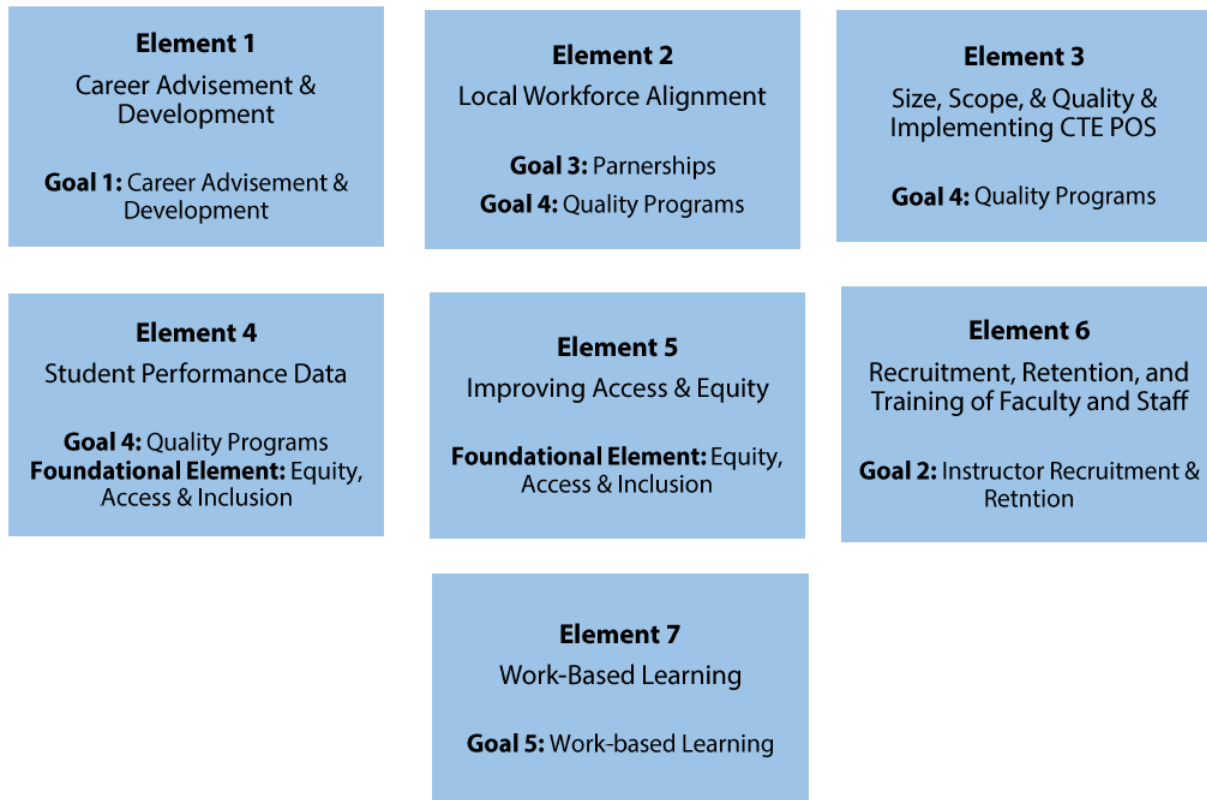 Element 1
Career Advisement &
Development
Goal 1: Career Advisement &
Development
Element 2
Local Workforce Alignment
Goal 3: Parnerships
Goal 4: Quality Programs
Element 3
Size, Scope, & Quality &
Implementing CTE POS
Goal 4: Quality Programs
Element 4
Student Performance Data
Goal 4: Quality Programs
Foundational Element: Equity,
Access & Inclusion
Element 5
Improving Access & Equity
Foundational Element: Equity,
Access & Inclusion
Element 6
Recruitment, Retention, and
Training of Faculty and Staff
Goal 2: Instructor Recruitment &
Retntion
Element 7
Work-Based Learning
Goal 5: Work-based Learning